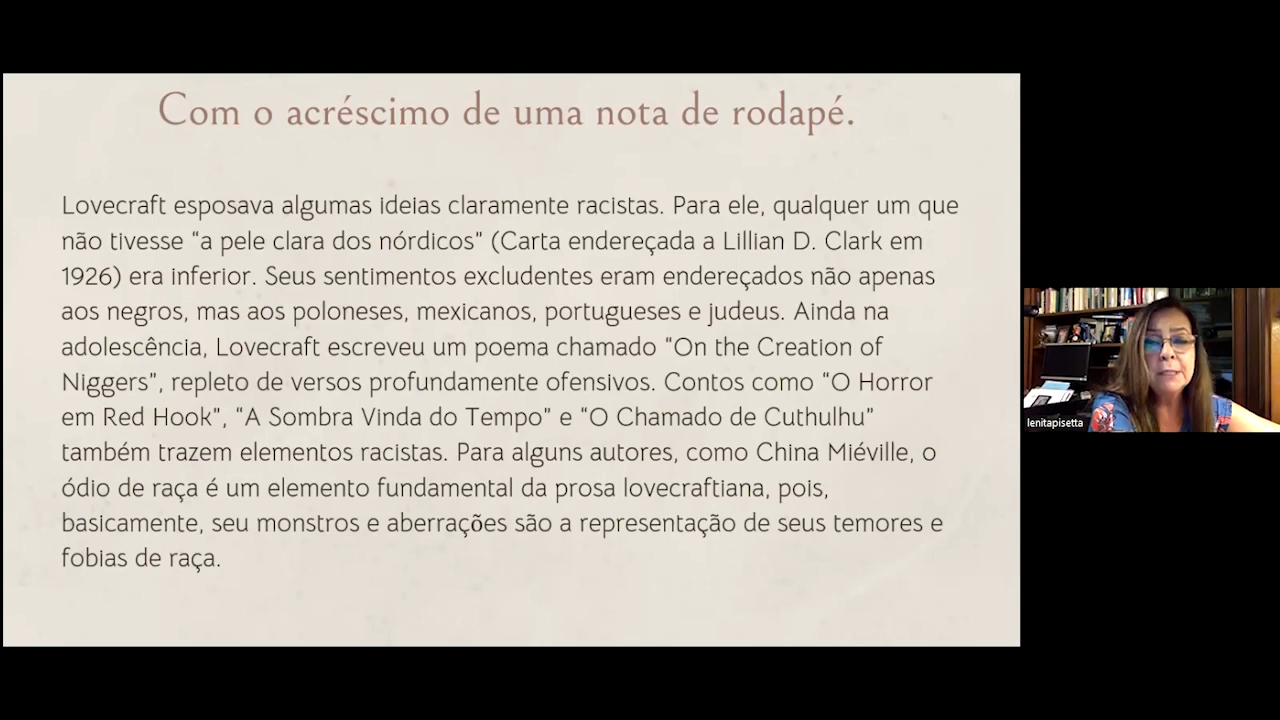 Com o acréscimo de uma nota de rodapé.
Lovecraft esposava algumas ideias claramente racistas. Para ele, qualquer um que
não tivesse “a pele clara dos nórdicos” (Carta endereçada a Lillian D. Clark em
1926) era inferior. Seus sentimentos excludentes eram endereçados não apenas
aos negros, mas aos poloneses, mexicanos, portugueses e judeus. Ainda na
adolescência, Lovecraft escreveu um poema chamado “On the Creation of
Niggers”, repleto de versos profundamente ofensivos. Contos como “O Horror
em Red Hook”, “A Sombra Vinda do Tempo” e “O Chamado de Cuthulhu”
também trazem elementos racistas. Para alguns autores, como China Miéville, o
ódio de raça é um elemento fundamental da prosa lovecraftiana, pois,
basicamente, seu monstros e aberrações são a representação de seus temores e
fobias de raça.
lenitapisetta